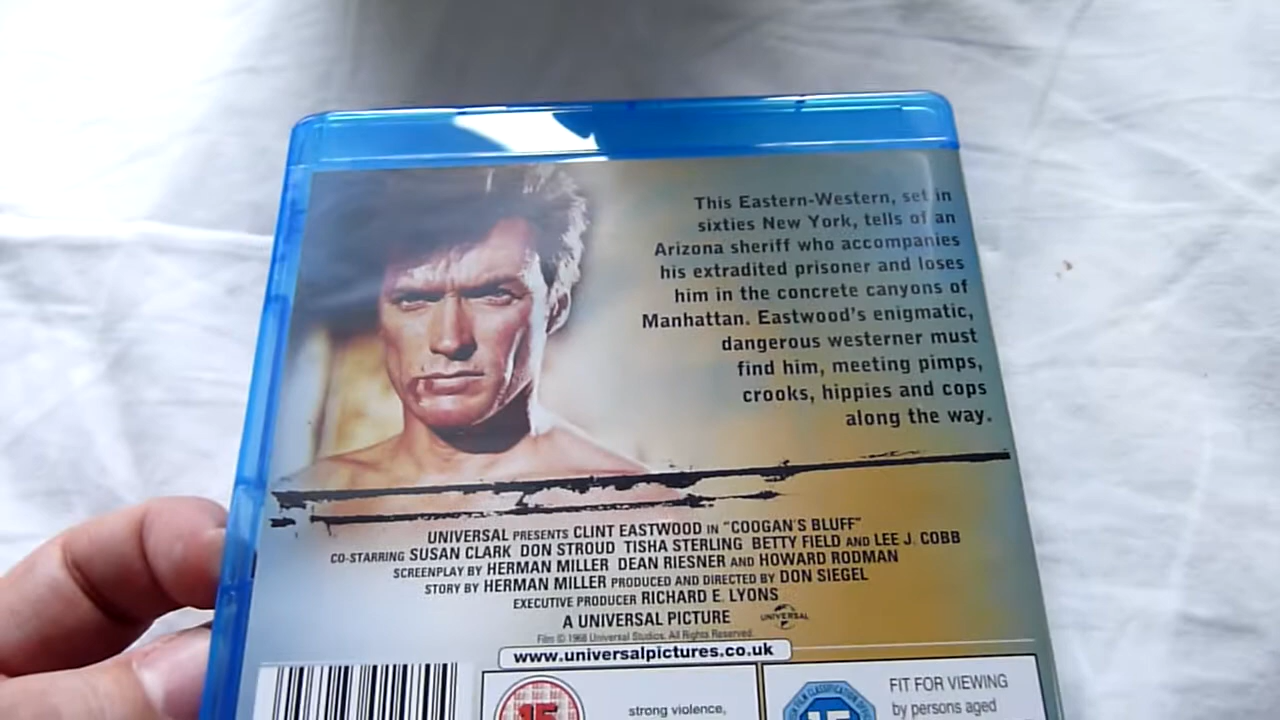 This Eastern-Western, set in
sixties New York, tells of an
Arizona sheriff who accompanies
his extradited prisoner and loses
him in the concrete canyons of
Manhattan. Eastwood's enigmatic,
dangerous westerner must
find him, meeting pimps,
crooks, hippies and cops
along the way.
UNIVERSAL PRESENTS CLINT EASTWOOD IN "COOGAN'S BLUFF"
CO-STARRING SUSAN CLARK DON STROUD TISHA STERLING BETTY FIELD AND LEE J. COBB
SCREENPLAY BY HERMAN MILLER DEAN RIESNER AND HOWARD RODMAN
STORY BY HERMAN MILLER PRODUCED AND DIRECTED BY DON SIEGEL
EXECUTIVE PRODUCER RICHARD E. LYONS
A UNIVERSAL PICTURE UNIVERSAL
Film © 1968 Universal Studios. All Rights Reserved.
www.universalpictures.co.uk
15
strong violence,
15
FIT FOR VIEWING
by persons aged